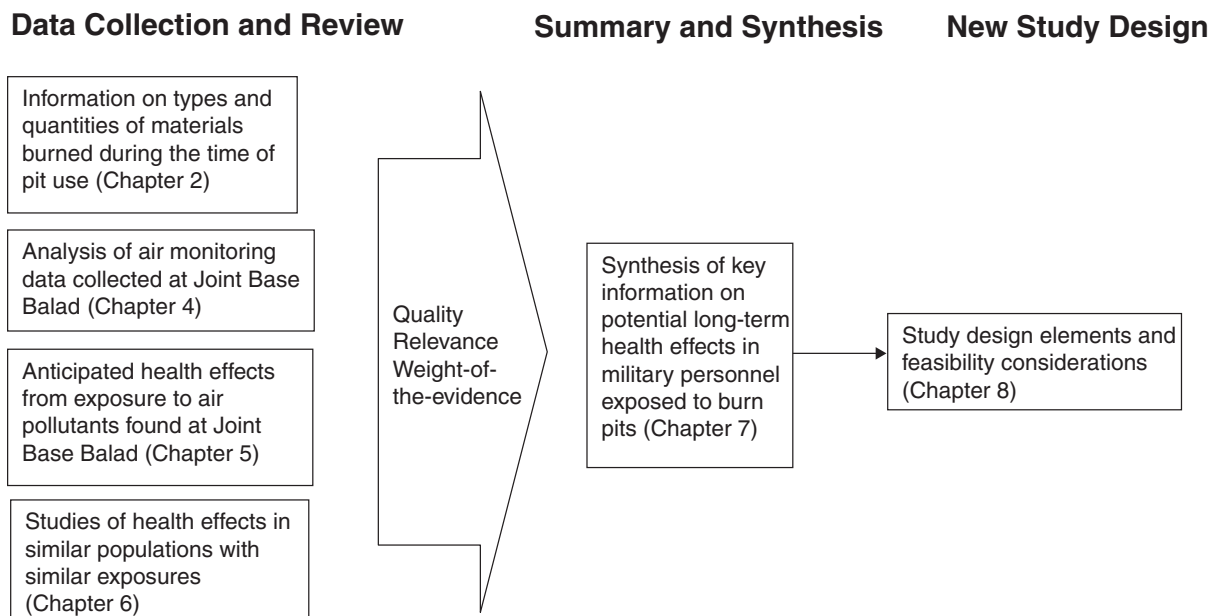 Data Collection and Review
Summary and Synthesis
New Study Design
Information on types and
quantities of materials
burned during the time of
pit use (Chapter 2)
Analysis of air monitoring
data collected at Joint Base
Balad (Chapter 4)
Anticipated health effects
from exposure to air
pollutants found at Joint
Base Balad (Chapter 5)
Studies of health effects in
similar populations with
similar exposures
(Chapter 6)
Quality
Relevance
Weight-of-
the-evidence
Synthesis of key
information on
potential long-term
health effects in
military personnel
exposed to burn
pits (Chapter 7)
Study design elements and
feasibility considerations
(Chapter 8)